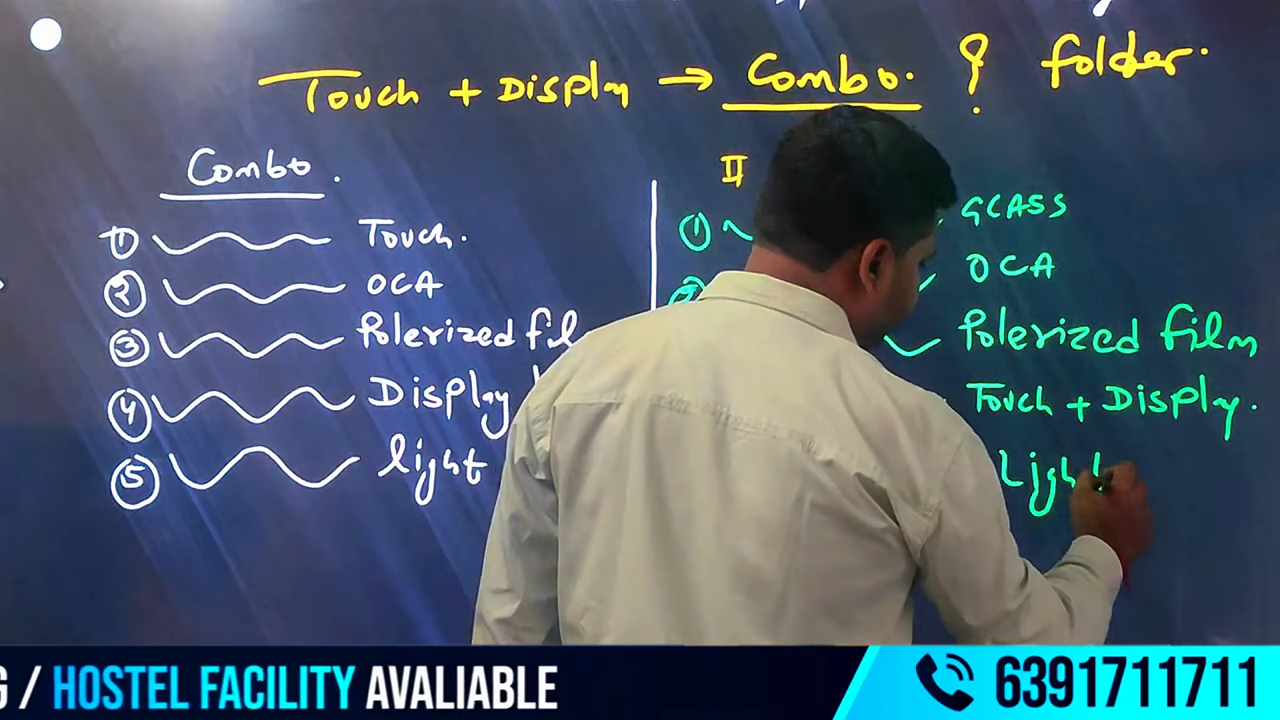 Touch + Display → Combo. ? folder.
Combo.
① Touch.
② OCA
③ Polerized fil
④ Display
⑤ light
II
① GLASS
② OCA
Polerized film
Touch + Display.
Light
G / HOSTEL FACILITY AVALIABLE
6391711711